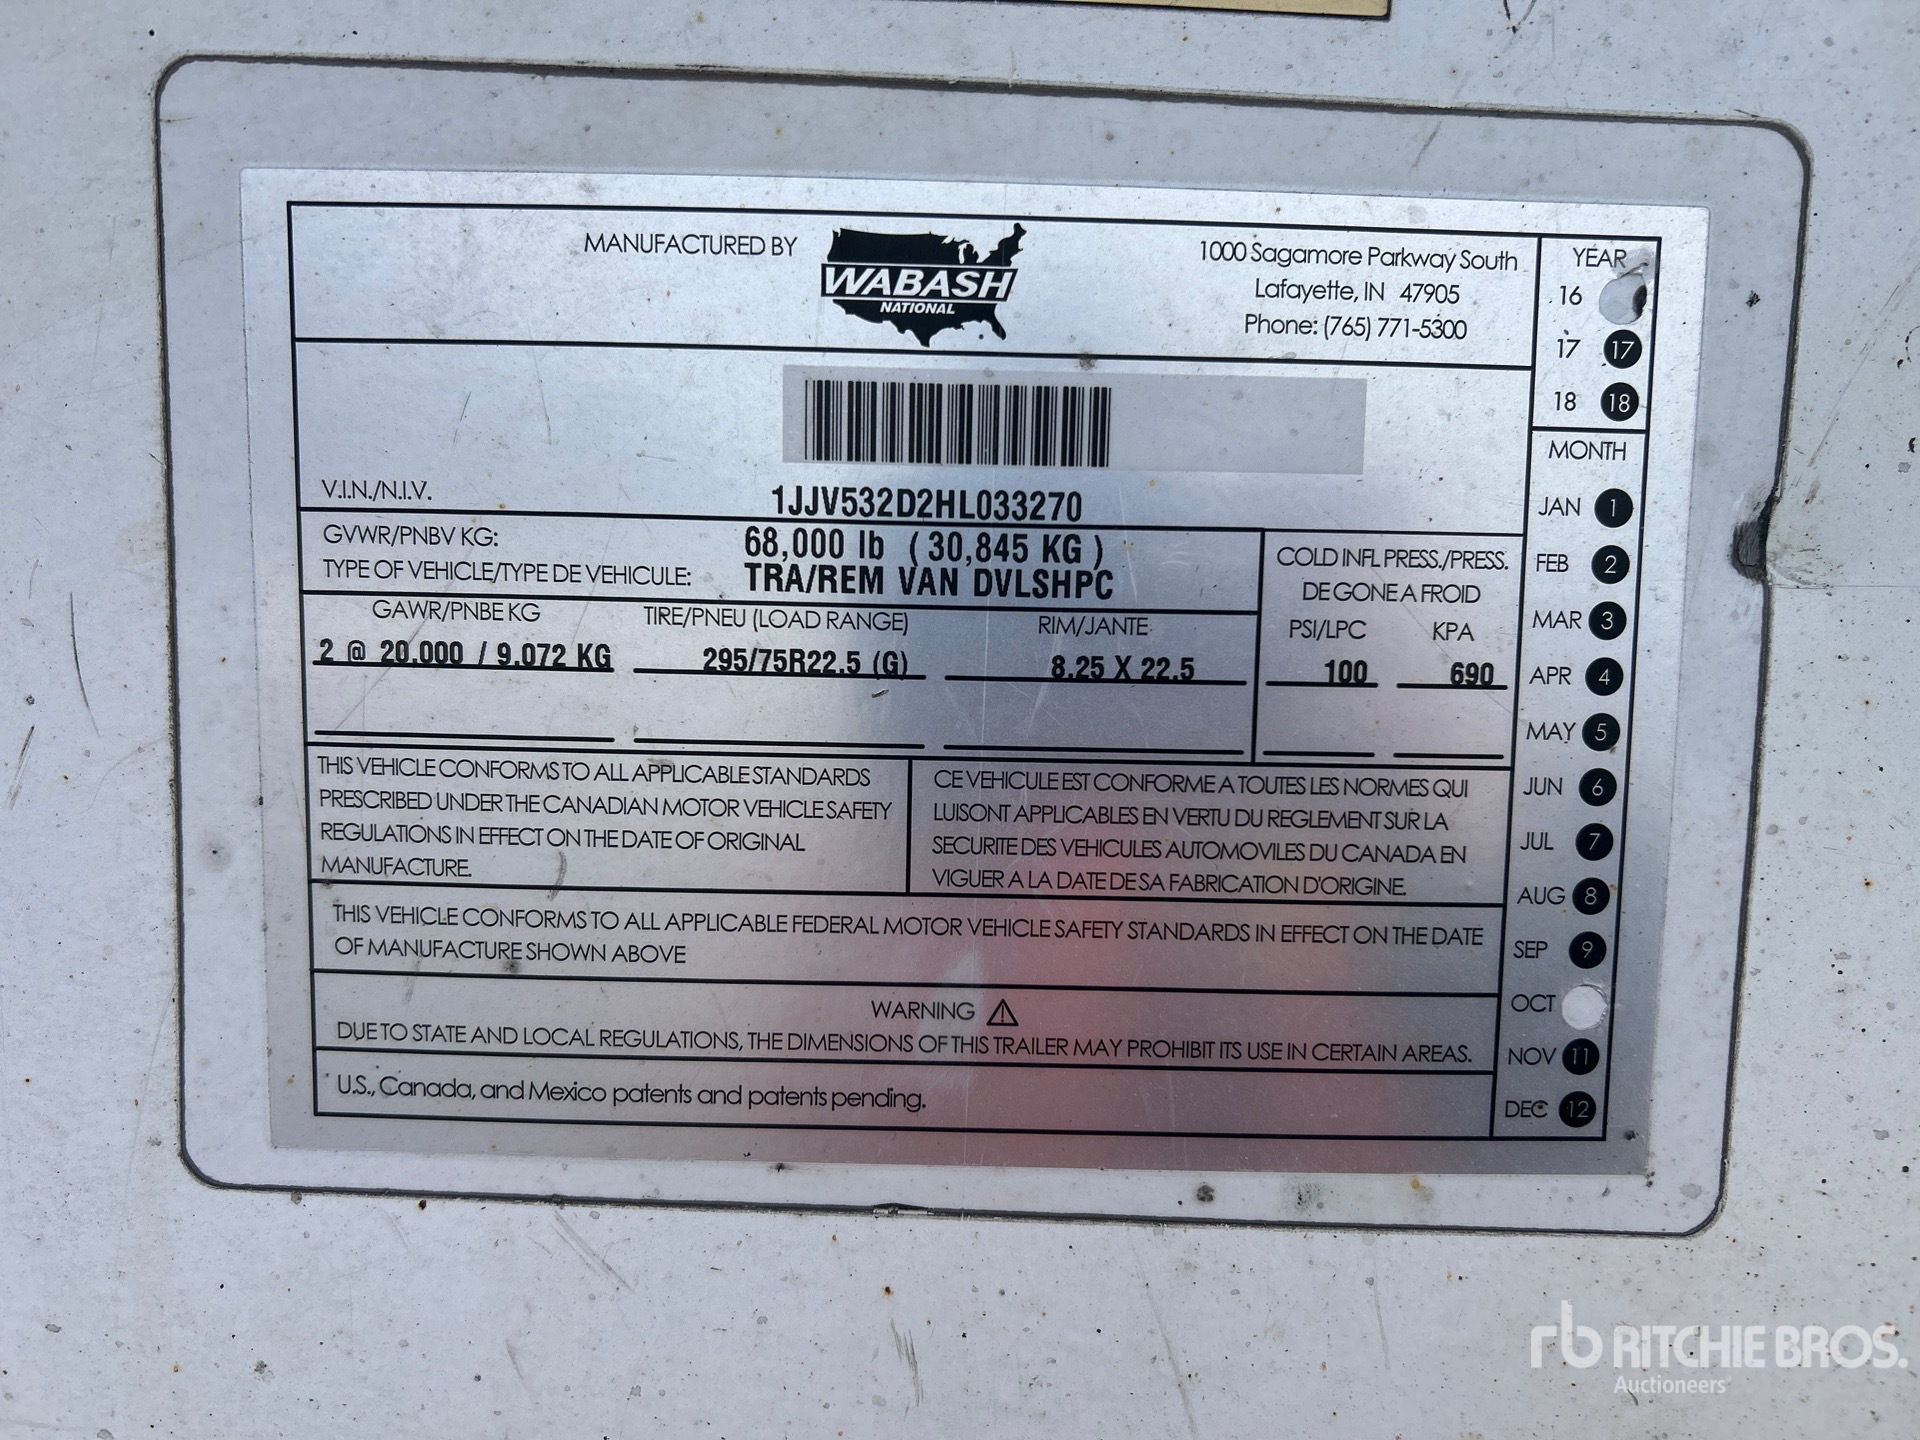 MANUFACTURED BY
WABASH
NATIONAL
1000 Sagamore Parkway South
Lafayette, IN 47905
Phone: (765) 771-5300
YEAR
16
17 17
18 18
V.I.N./N.I.V. 1JJV532D2HL033270
GVWR/PNBV KG: 68,000 lb ( 30,845 KG )
TYPE OF VEHICLE/TYPE DE VEHICULE: TRA/REM VAN DVLSHPC
COLD INFL PRESS./PRESS.
DE GONE A FROID
GAWR/PNBE KG TIRE/PNEU (LOAD RANGE) RIM/JANTE PSI/LPC KPA
2 @ 20,000 / 9,072 KG 295/75R22.5 (G) 8.25 X 22.5 100 690
THIS VEHICLE CONFORMS TO ALL APPLICABLE STANDARDS
PRESCRIBED UNDER THE CANADIAN MOTOR VEHICLE SAFETY
REGULATIONS IN EFFECT ON THE DATE OF ORIGINAL
MANUFACTURE.
CE VEHICULE EST CONFORME A TOUTES LES NORMES QUI
LUISONT APPLICABLES EN VERTU DU REGLEMENT SUR LA
SECURITE DES VEHICULES AUTOMOVILES DU CANADA EN
VIGUER A LA DATE DE SA FABRICATION D'ORIGINE.
THIS VEHICLE CONFORMS TO ALL APPLICABLE FEDERAL MOTOR VEHICLE SAFETY STANDARDS IN EFFECT ON THE DATE
OF MANUFACTURE SHOWN ABOVE
WARNING
DUE TO STATE AND LOCAL REGULATIONS, THE DIMENSIONS OF THIS TRAILER MAY PROHIBIT ITS USE IN CERTAIN AREAS.
U.S., Canada, and Mexico patents and patents pending.
MONTH
JAN 1
FEB 2
MAR 3
APR 4
MAY 5
JUN 6
JUL 7
AUG 8
SEP 9
OCT
NOV 11
DEC 12
rb RITCHIE BROS.
Auctioneers